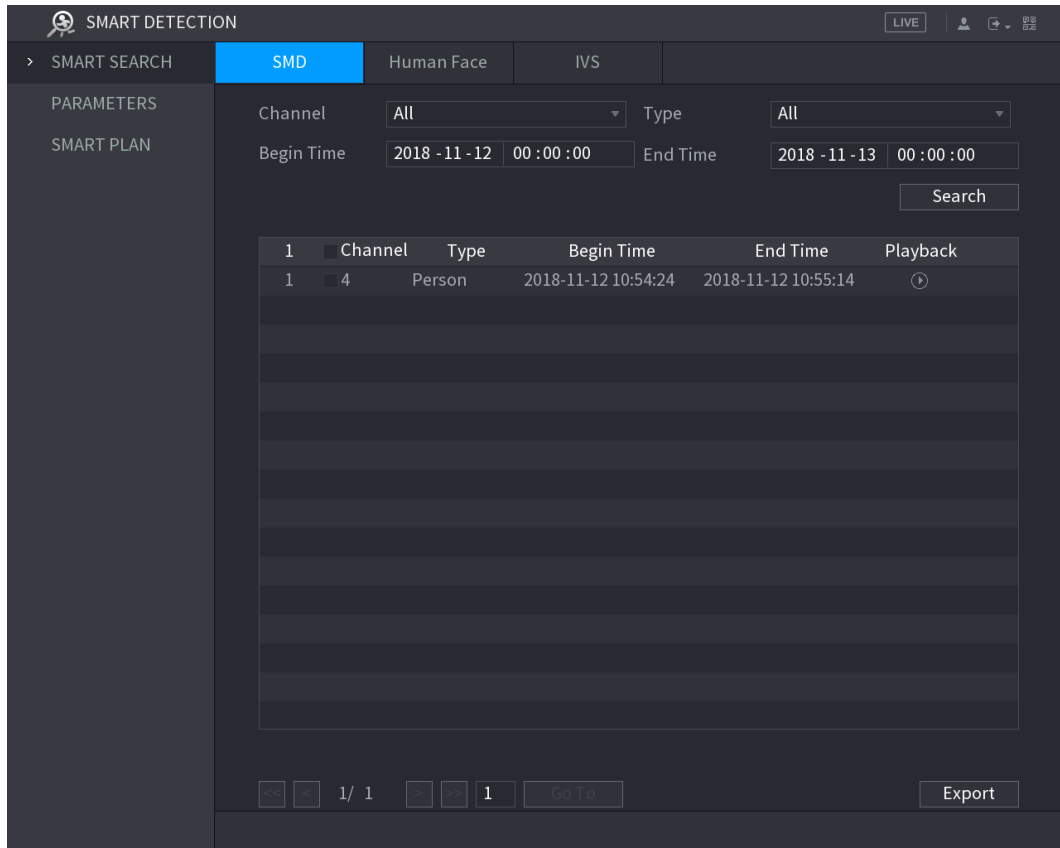 SMART DETECTION LIVE
> SMART SEARCH SMD Human Face IVS
PARAMETERS
SMART PLAN
Channel All Type All
Begin Time 2018 -11 -12 00 :00 :00 End Time 2018 -11 -13 00 :00 :00
Search
1 Channel Type Begin Time End Time Playback
1 4 Person 2018-11-12 10:54:24 2018-11-12 10:55:14
<< < 1/ 1 > >> 1 Go To Export